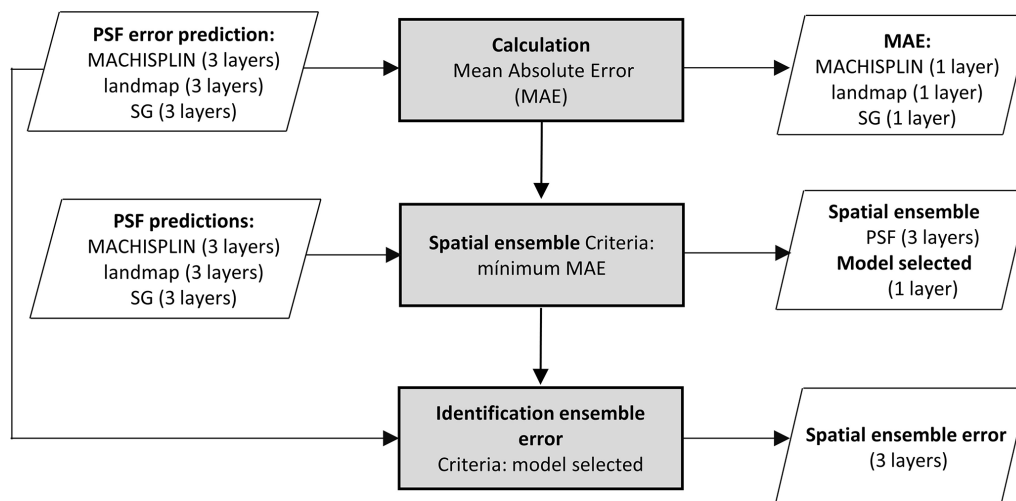 PSF error prediction:
MACHISPLIN (3 layers)
landmap (3 layers)
SG (3 layers)
Calculation
Mean Absolute Error
(MAE)
MAE:
MACHISPLIN (1 layer)
landmap (1 layer)
SG (1 layer)
PSF predictions:
MACHISPLIN (3 layers)
landmap (3 layers)
SG (3 layers)
Spatial ensemble Criteria:
mínimum MAE
Spatial ensemble
PSF (3 layers)
Model selected
(1 layer)
Identification ensemble
error
Criteria: model selected
Spatial ensemble error
(3 layers)